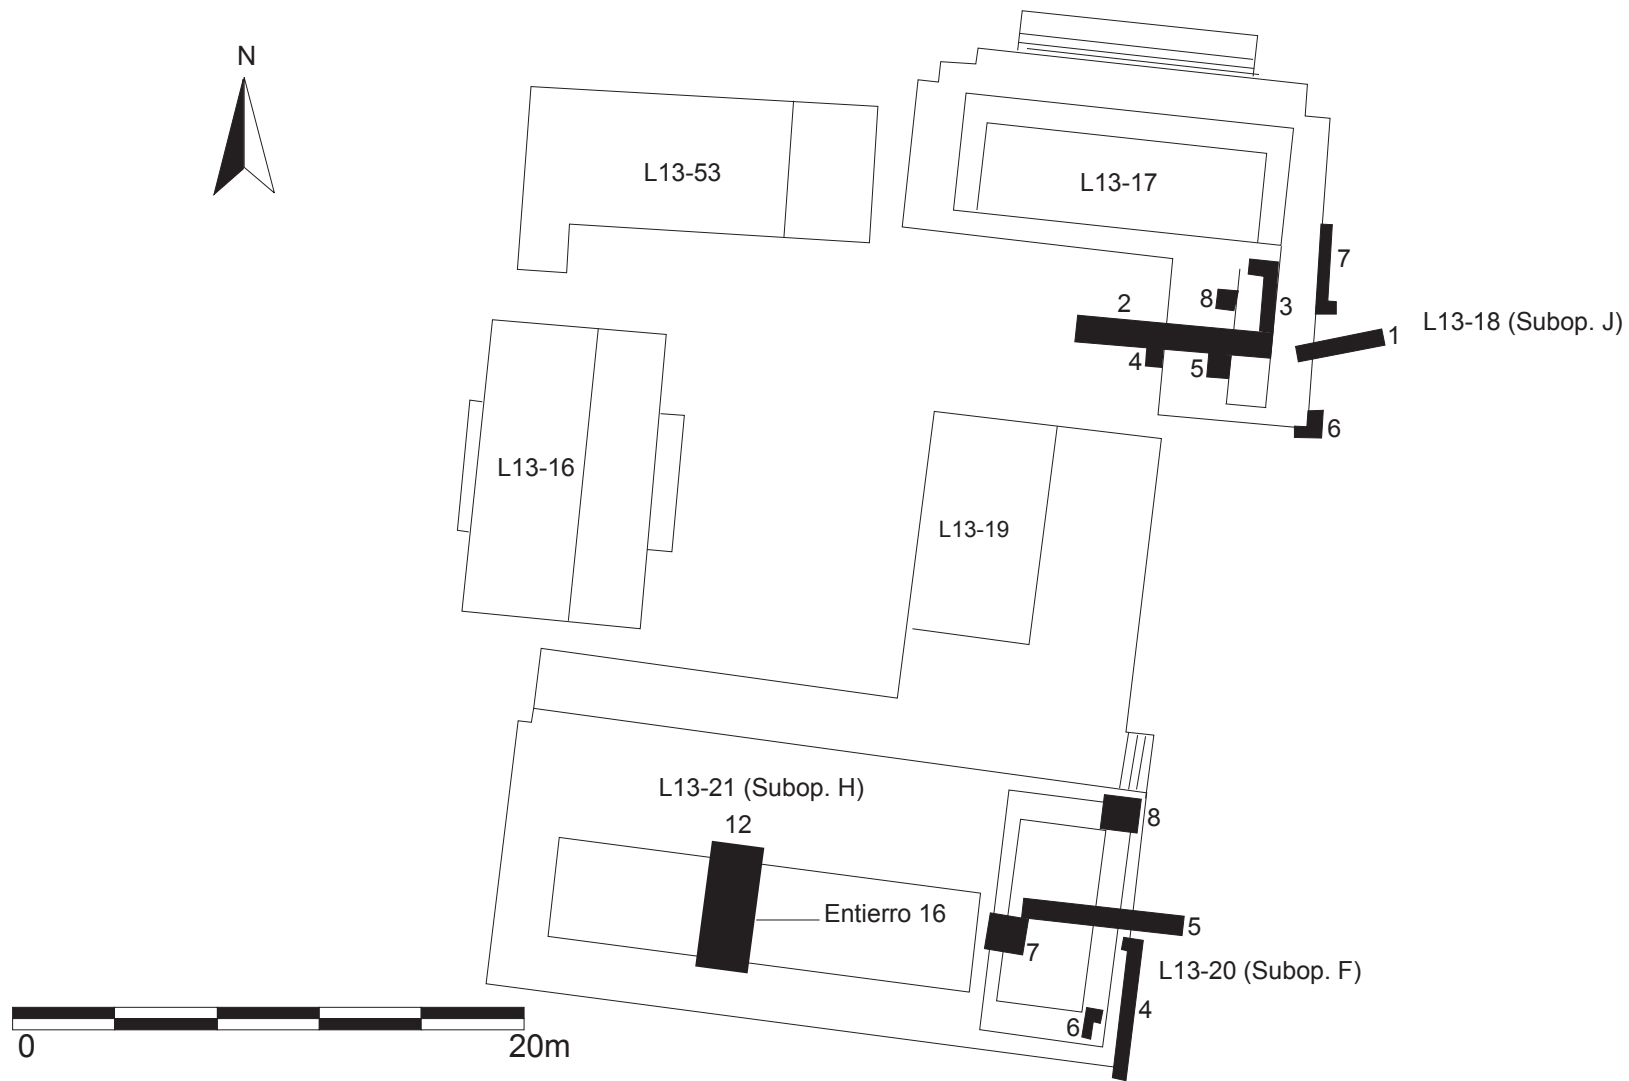 N
L13-53
L13-17
7
8
3
2
L13-18 (Subop. J)
1
4
5
6
L13-16
L13-19
L13-21 (Subop. H)
12
8
Entierro 16
5
7
L13-20 (Subop. F)
4
6
0
20m